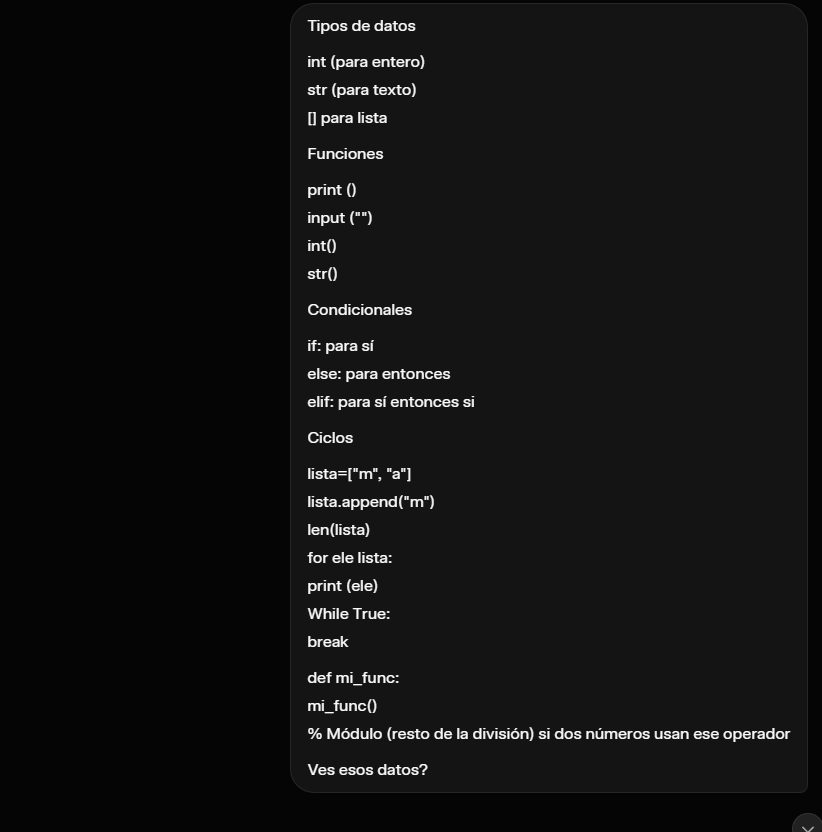 Tipos de datos
int (para entero)
str (para texto)
[] para lista
Funciones
print ()
input ("")
int()
str()
Condicionales
if: para sí
else: para entonces
elif: para sí entonces si
Ciclos
lista=["m", "a"]
lista.append("m")
len(lista)
for ele lista:
print (ele)
While True:
break
def mi_func:
mi_func()
% Módulo (resto de la división) si dos números usan ese operador
Ves esos datos?